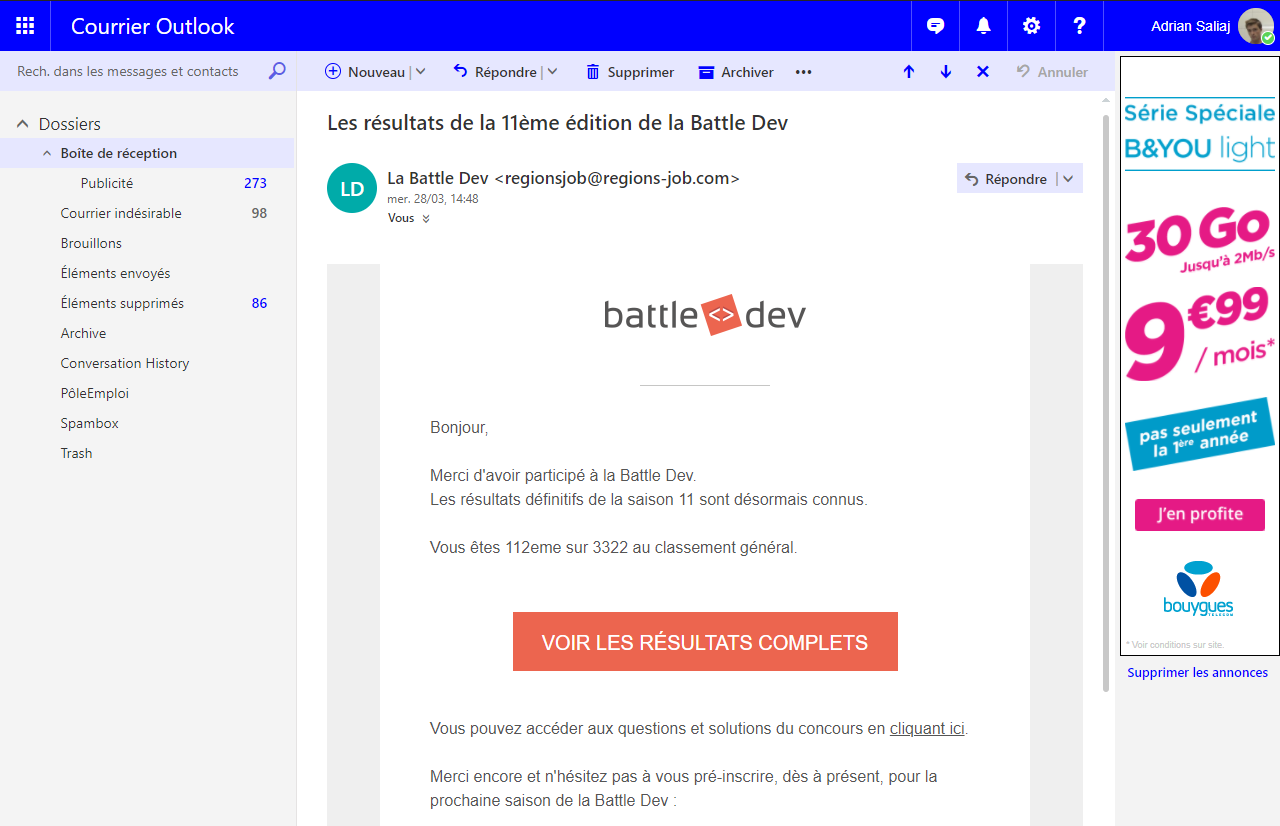 Courrier Outlook
?
Adrian Saliaj
Rech. dans les messages et contacts
Nouveau
Répondre
Supprimer
Archiver
Annuler
Dossiers
Boîte de réception
Publicité 273
Courrier indésirable 98
Brouillons
Éléments envoyés
Éléments supprimés 86
Archive
Conversation History
PôleEmploi
Spambox
Trash
Les résultats de la 11ème édition de la Battle Dev
LD
La Battle Dev <regionsjob@regions-job.com>
mer. 28/03, 14:48
Vous
Répondre
battle <> dev
Bonjour,
Merci d'avoir participé à la Battle Dev.
Les résultats définitifs de la saison 11 sont désormais connus.
Vous êtes 112eme sur 3322 au classement général.
VOIR LES RÉSULTATS COMPLETS
Vous pouvez accéder aux questions et solutions du concours en cliquant ici.
Merci encore et n'hésitez pas à vous pré-inscrire, dès à présent, pour la
prochaine saison de la Battle Dev :
Série Spéciale
B&YOU light
30 Go
Jusqu'à 2Mb/s
9€99
/ mois*
pas seulement
la 1ère année
J'en profite
bouygues
TELECOM
* Voir conditions sur site.
Supprimer les annonces